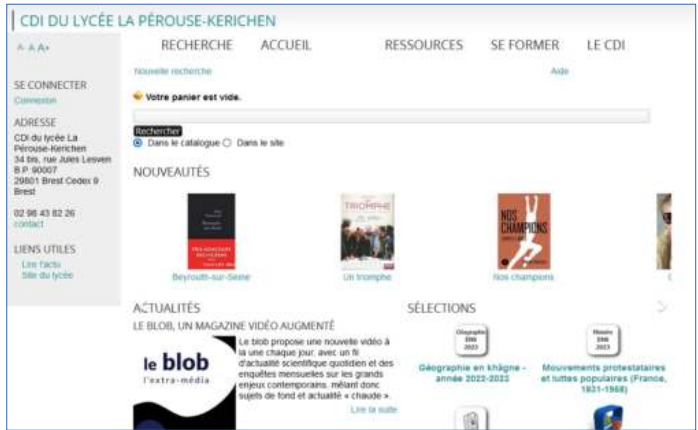 CDI DU LYCÉE LA PÉROUSE-KERICHEN
A- A A+
RECHERCHE ACCUEIL RESSOURCES SE FORMER LE CDI
Nouvelle recherche Aide
SE CONNECTER
Connexion
ADRESSE
CDI du lycée La
Pérouse-Kerichen
34 bis, rue Jules Lesven
B.P. 90007
29801 Brest Cedex 9
Brest
02 98 43 82 26
contact
LIENS UTILES
Lire l'actu
Site du lycée
Votre panier est vide.
Rechercher
Dans le catalogue Dans le site
NOUVEAUTÉS
TRIOMPHE
NOS
CHAMPIONS
Beyrouth-sur-Seine Un triomphe Nos champions
ACTUALITÉS
LE BLOB, UN MAGAZINE VIDÉO AUGMENTÉ
le blob
l'extra-média
Le blob propose une nouvelle vidéo à
la une chaque jour, avec un fil
d'actualité scientifique quotidien et des
enquêtes mensuelles sur les grands
enjeux contemporains, mêlant donc
sujets de fond et actualité « chaude ».
Lire la suite
SÉLECTIONS
Géographie
ENS
2023
Histoire
ENS
2023
Géographie en khâgne -
année 2022-2023
Mouvements protestataires
et luttes populaires (France,
1831-1968)